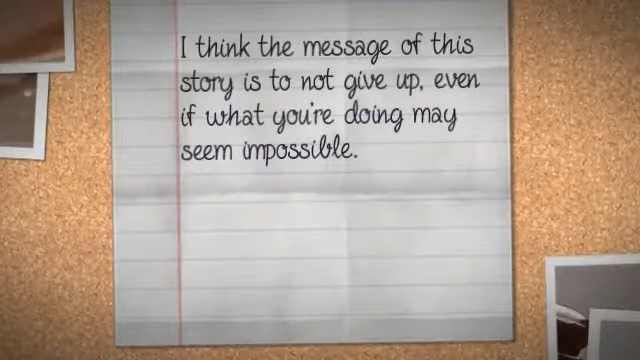 I think the message of this
story is to not give up, even
if what you're doing may
seem impossible.